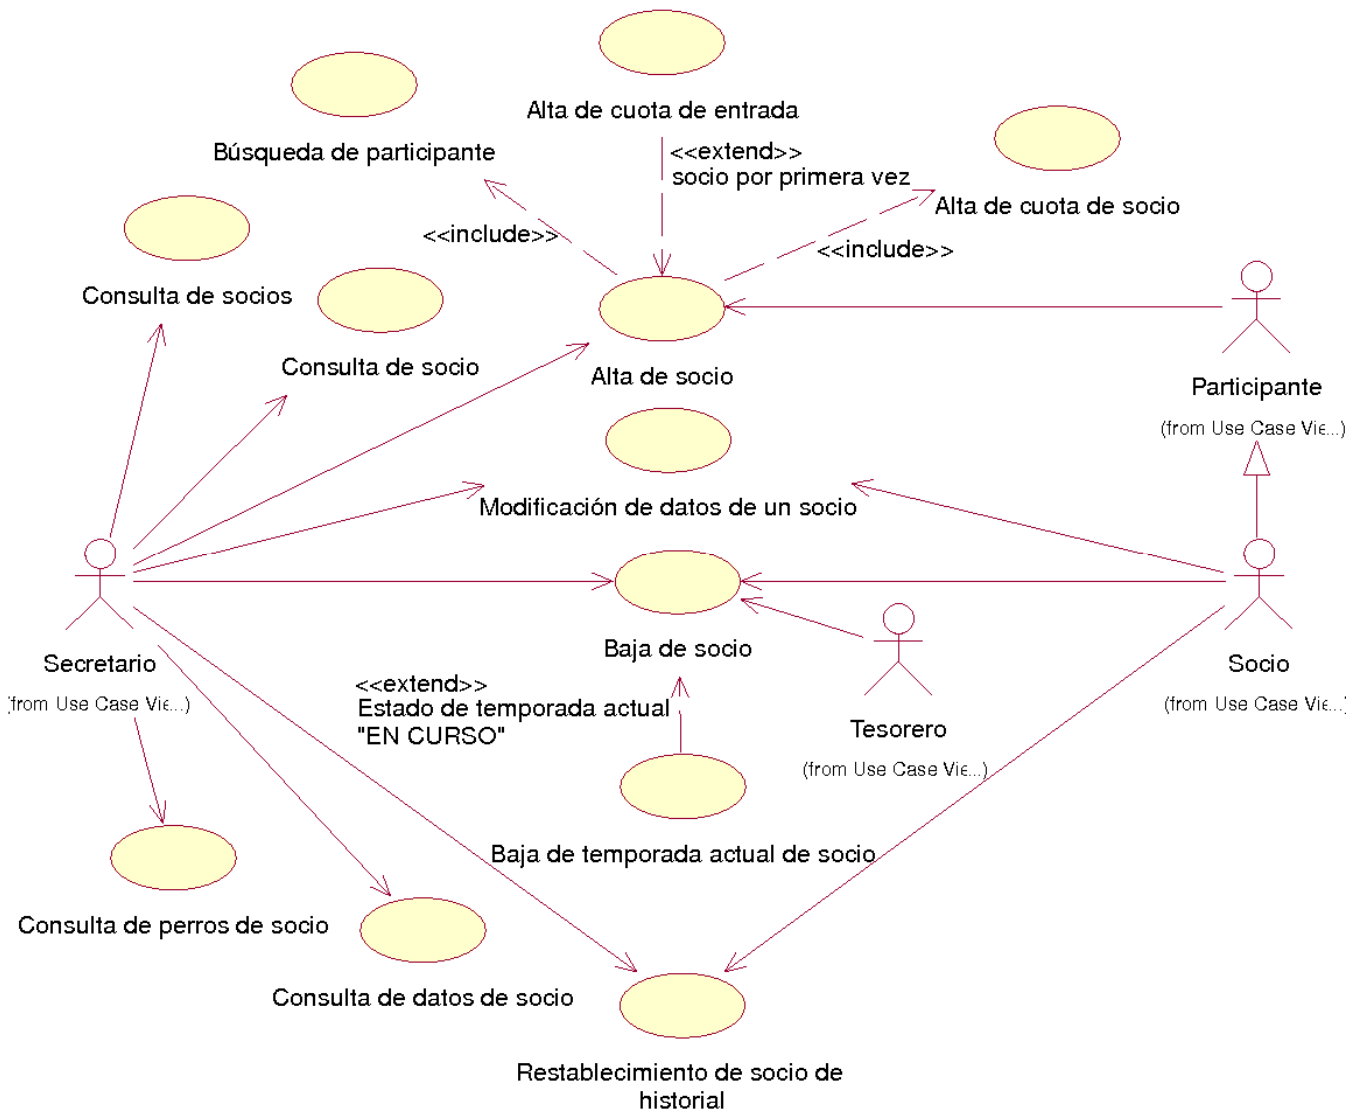 Alta de cuota de entrada
Búsqueda de participante
<<extend>>
socio por primera vez
Alta de cuota de socio
<<include>>
<<include>>
Consulta de socios
Consulta de socio
Alta de socio
Participante
(from Use Case Vie...)
Modificación de datos de un socio
Baja de socio
Secretario
(from Use Case Vie...)
Socio
(from Use Case Vie...)
<<extend>>
Estado de temporada actual
"EN CURSO"
Tesorero
(from Use Case Vie...)
Baja de temporada actual de socio
Consulta de perros de socio
Consulta de datos de socio
Restablecimiento de socio de
historial